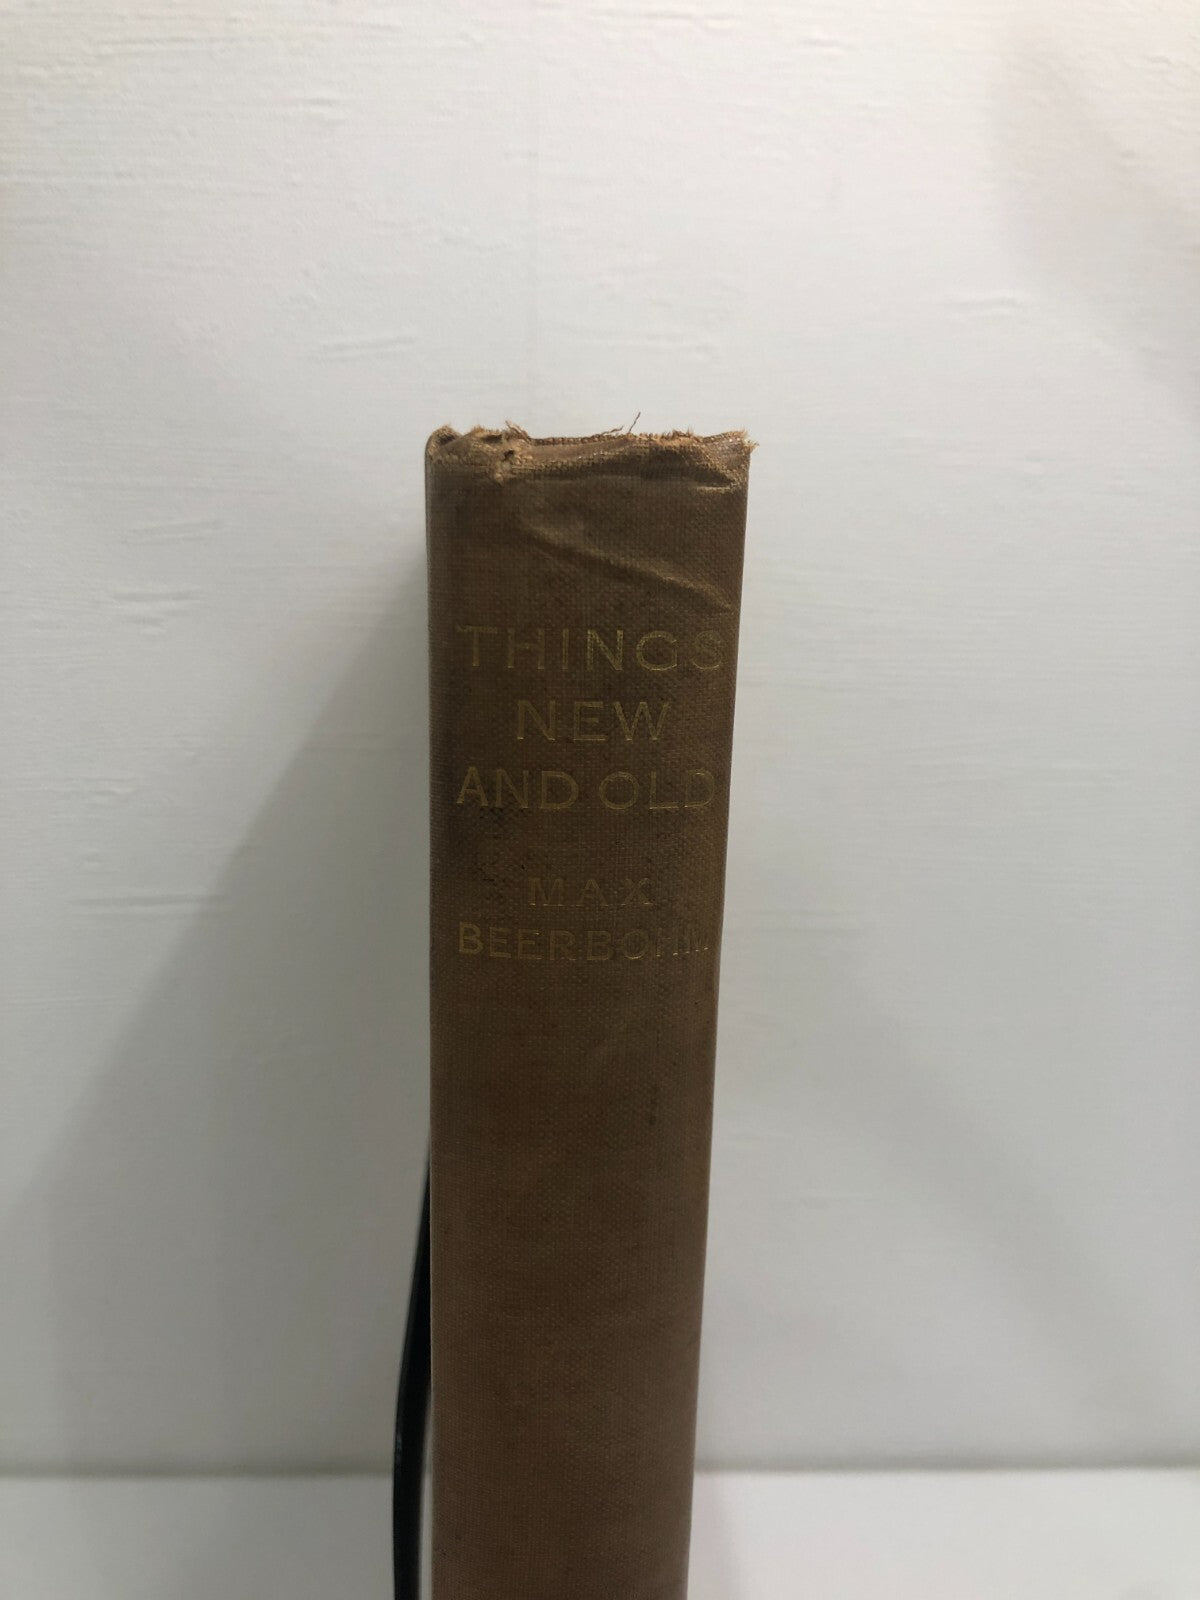 THINGS
NEW
AND OLD
MAX
BEERBOHM